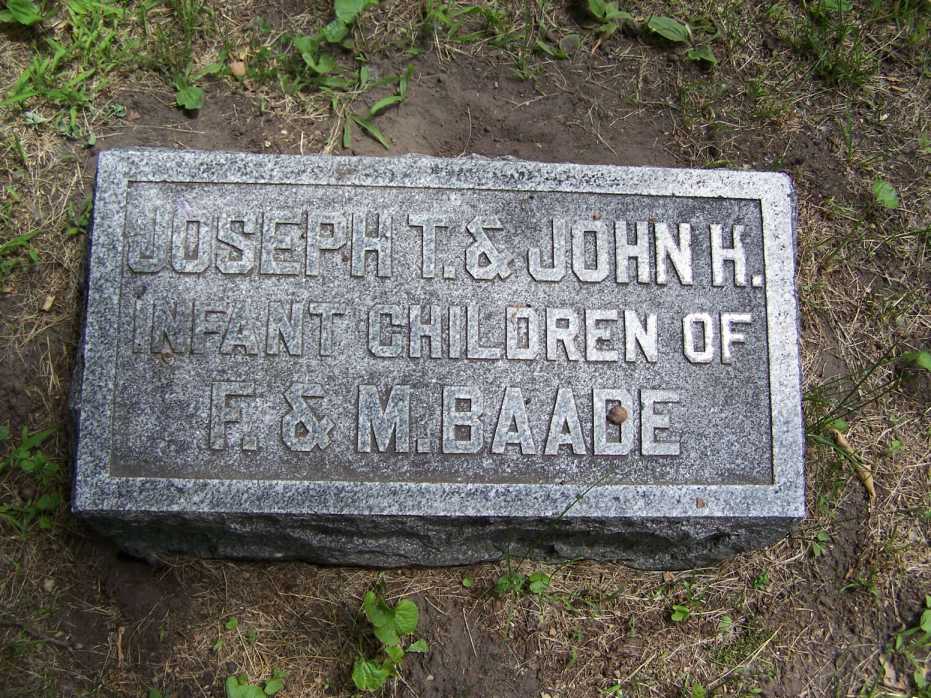 JOSEPH T. & JOHN H.
INFANT CHILDREN OF
F. & M. BAADE